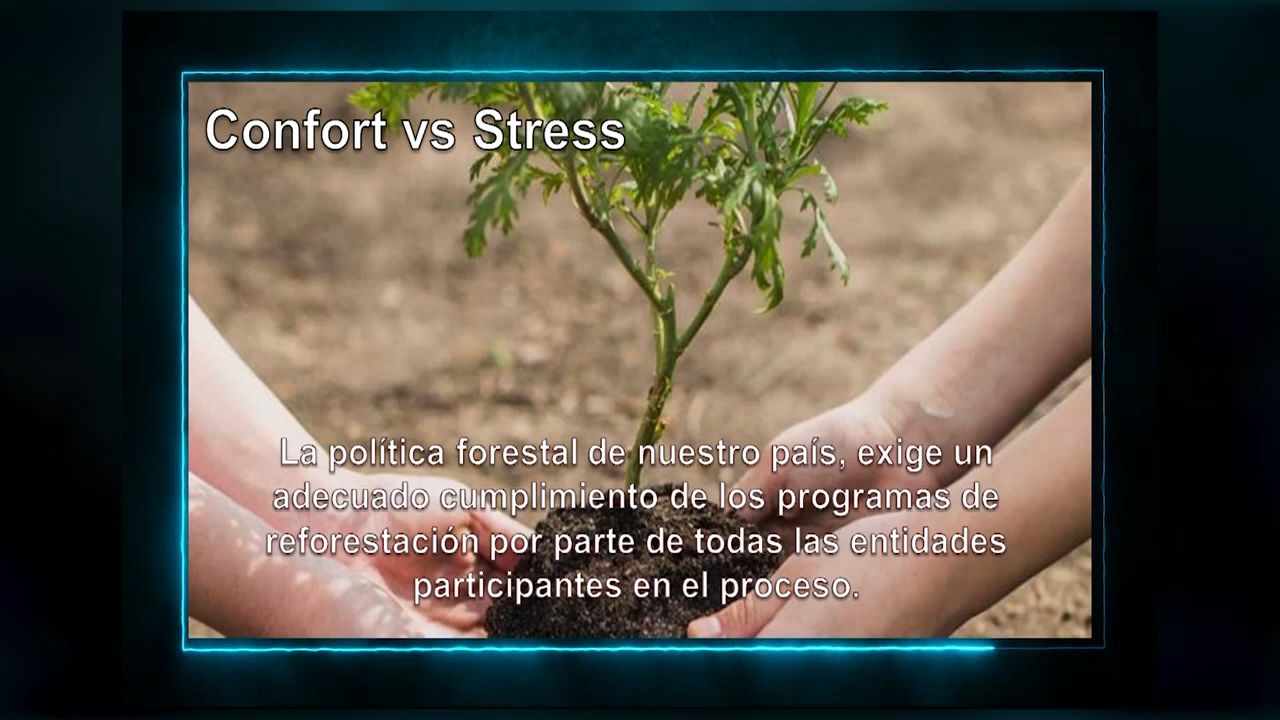 Confort vs Stress
La política forestal de nuestro país, exige un
adecuado cumplimiento de los programas de
reforestación por parte de todas las entidades
participantes en el proceso.